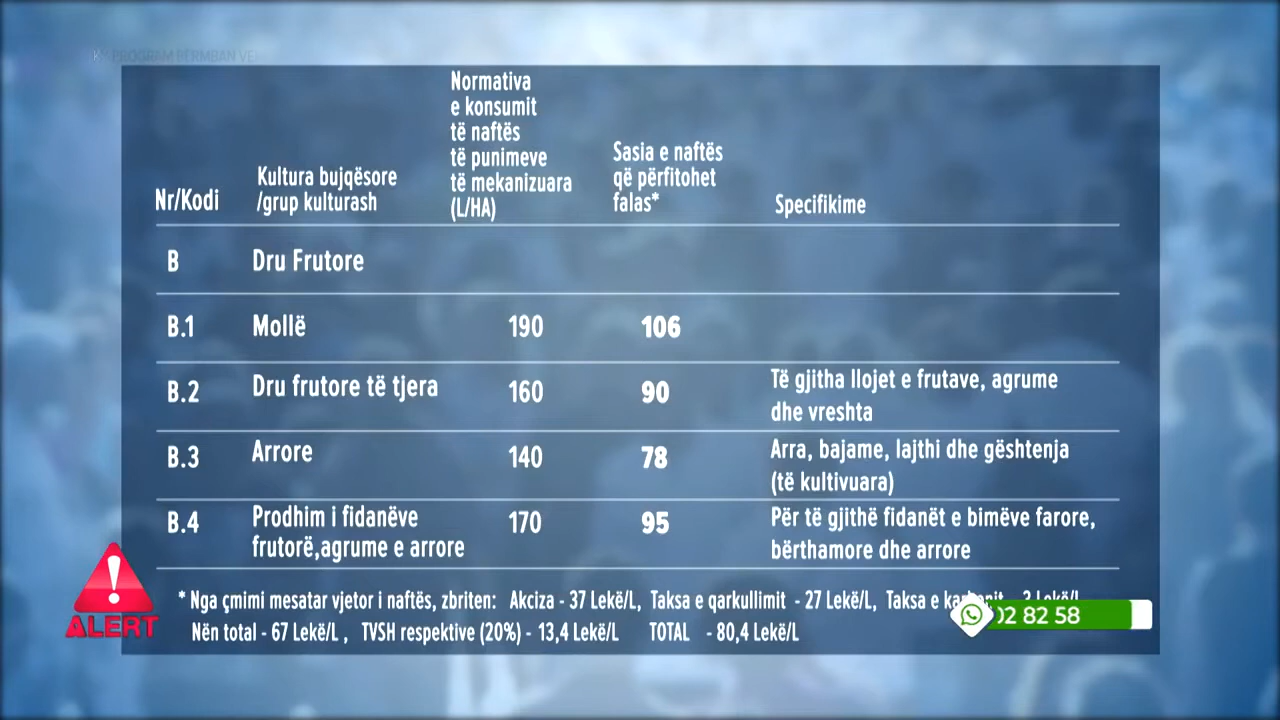 K PROGRAM PËRMBAN VE
Normativa
e konsumit
të naftës
të punimeve
të mekanizuara
(L/HA)
Sasia e naftës
që përfitohet
falas*
Kultura bujqësore
/grup kulturash
Nr/Kodi
Specifikime
B Dru Frutore
B.1 Mollë 190 106
B.2 Dru frutore të tjera 160 90 Të gjitha llojet e frutave, agrume
dhe vreshta
B.3 Arrore 140 78 Arra, bajame, lajthi dhe gështenja
(të kultivuara)
B.4 Prodhim i fidanëve
frutorë,agrume e arrore
170 95 Për të gjithë fidanët e bimëve farore,
bërthamore dhe arrore
* Nga çmimi mesatar vjetor i naftës, zbriten: Akciza - 37 Lekë/L, Taksa e qarkullimit - 27 Lekë/L, Taksa e
Nën total - 67 Lekë/L , TVSH respektive (20%) - 13,4 Lekë/L TOTAL - 80,4 Lekë/L
ALERT
02 82 58